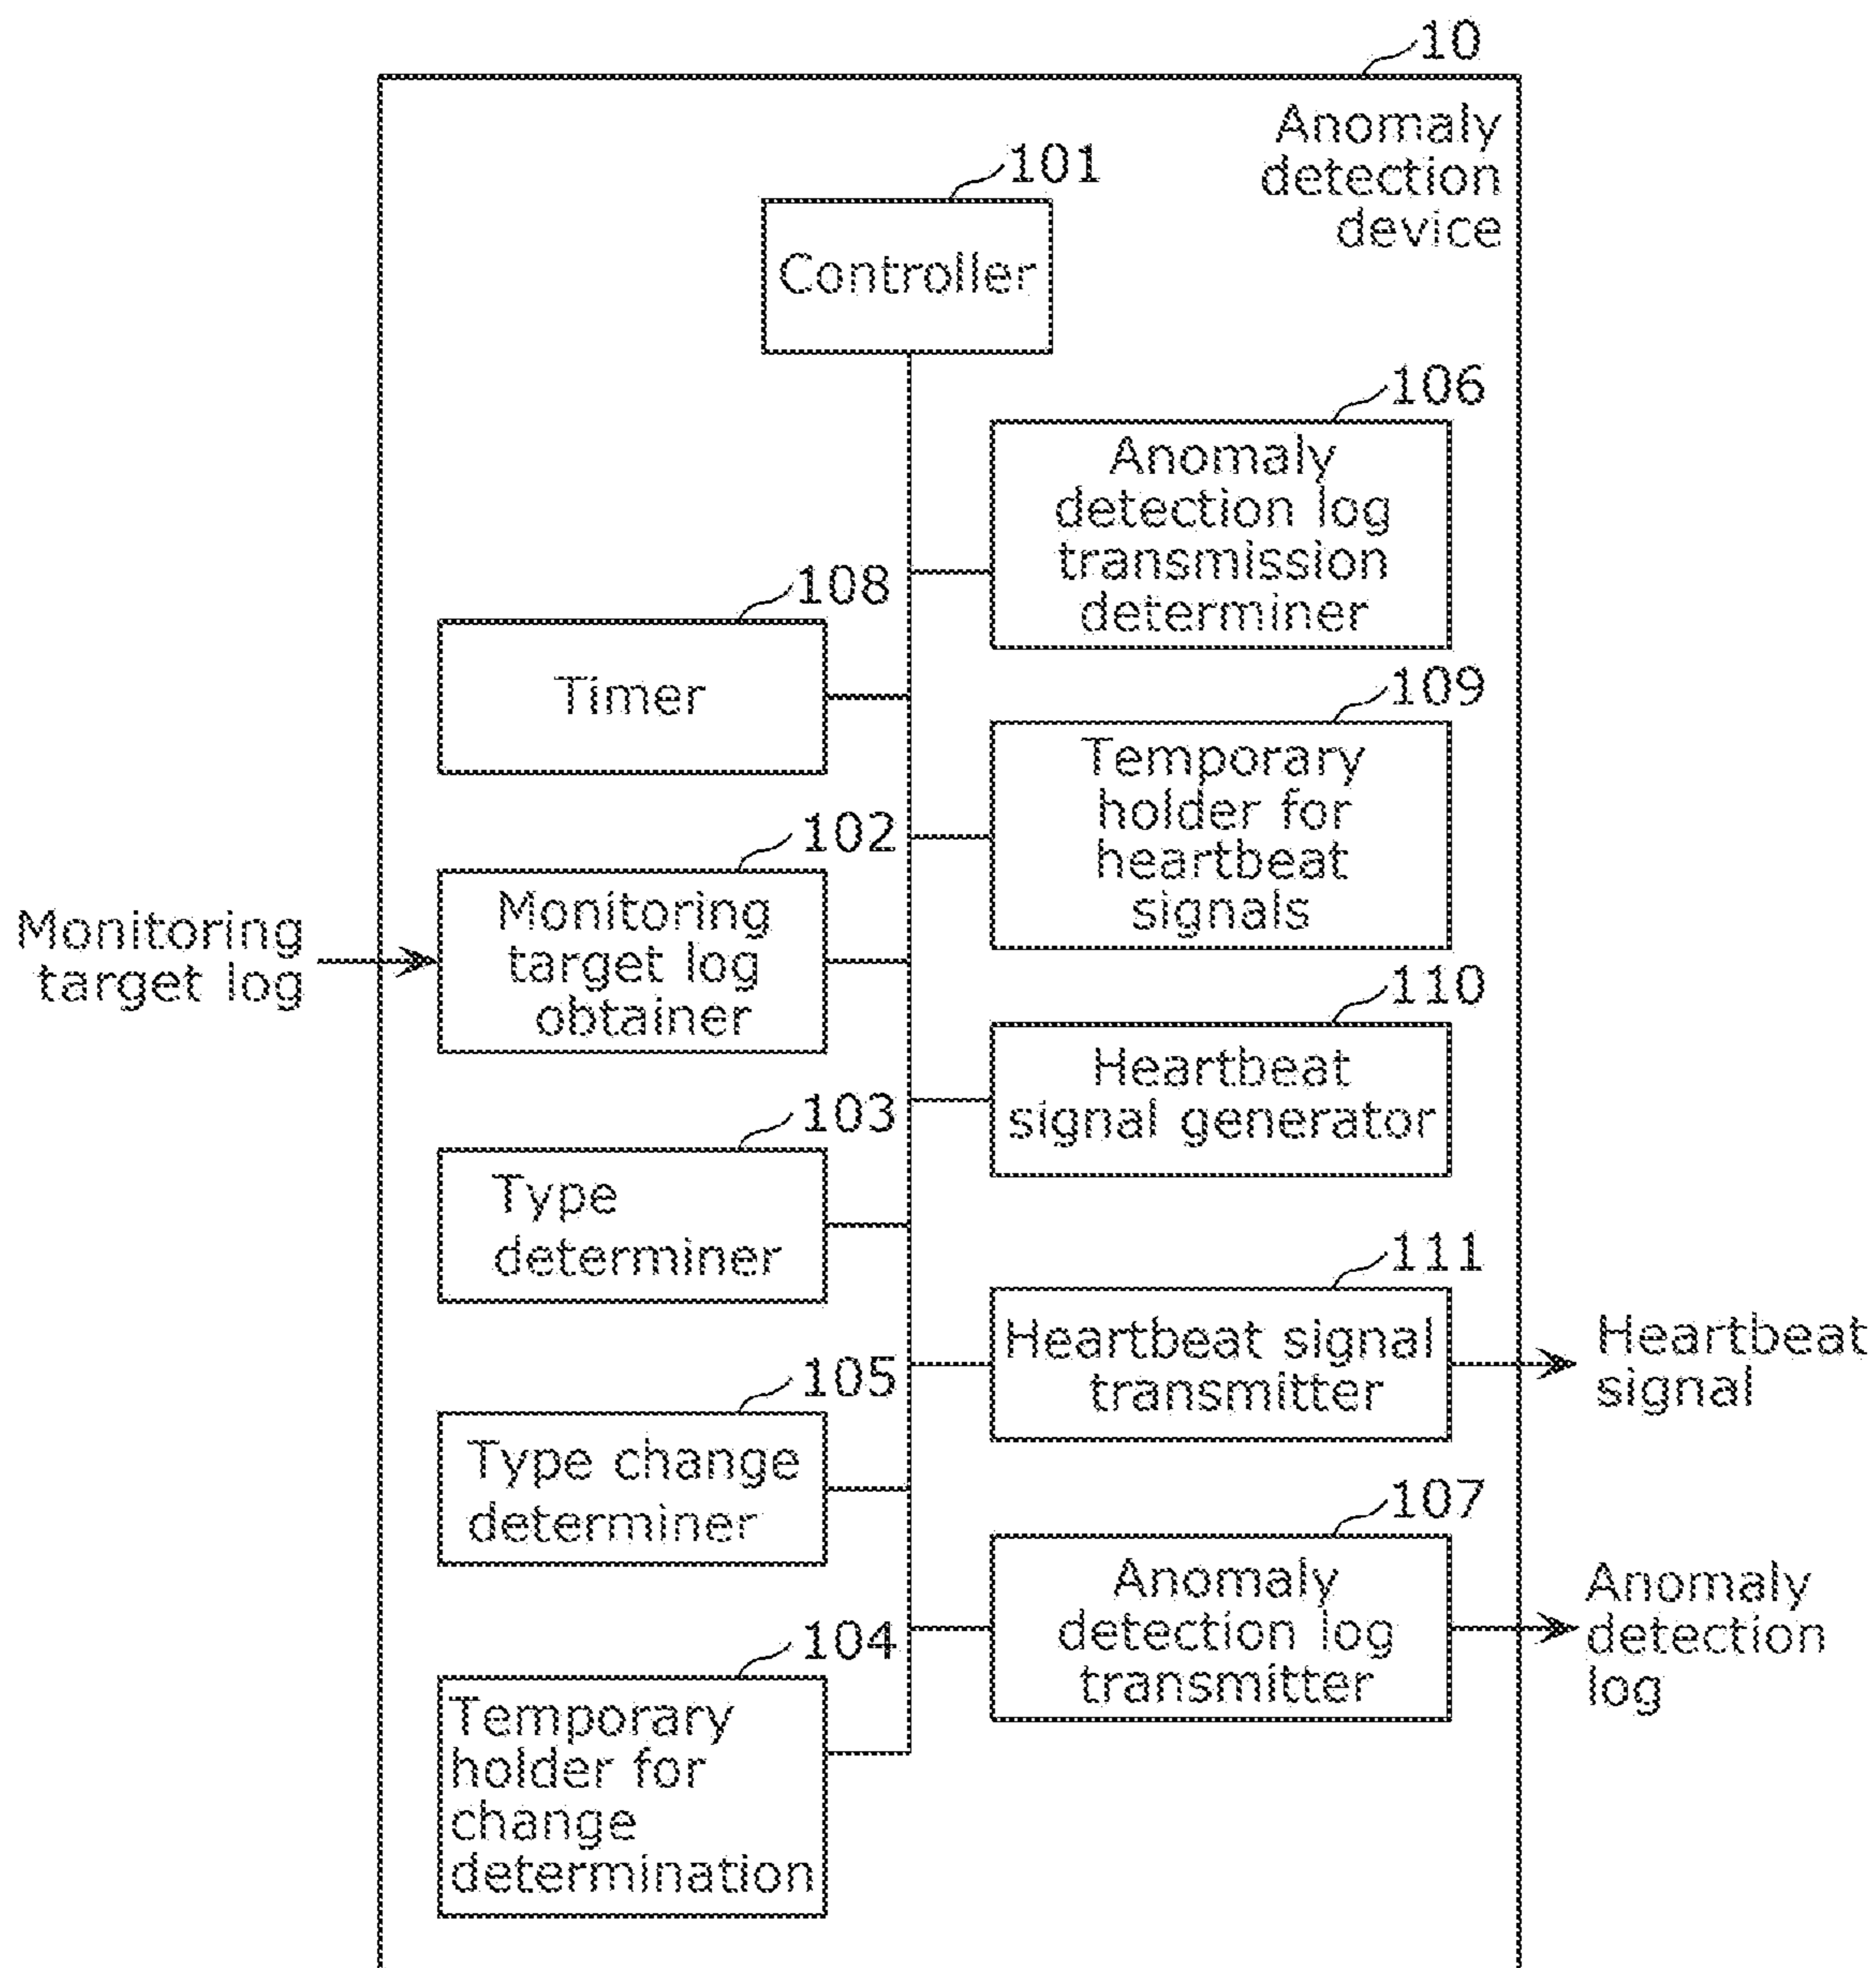 10
Anomaly
detection
device
101
Controller
106
Anomaly
detection log
transmission
determiner
108
Timer
109
Temporary
holder for
heartbeat
signals
102
Monitoring
target log
obtainer
Monitoring
target log
110
Heartbeat
signal generator
103
Type
determiner
111
Heartbeat signal
transmitter
Heartbeat
signal
105
Type change
determiner
107
Anomaly
detection log
transmitter
Anomaly
detection
log
104
Temporary
holder for
change
determination